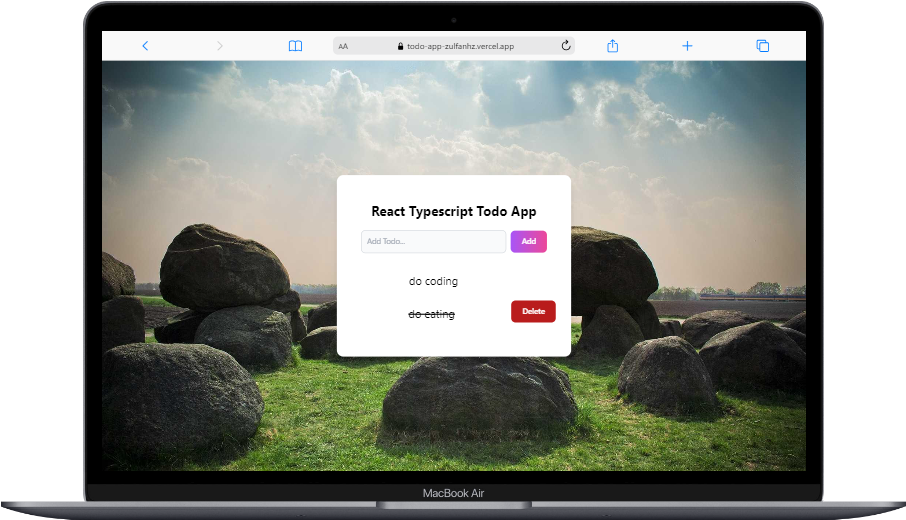 AA
todo-app-zulfanhz.vercel.app
React Typescript Todo App
Add Todo...
Add
do coding
do eating
Delete
MacBook Air